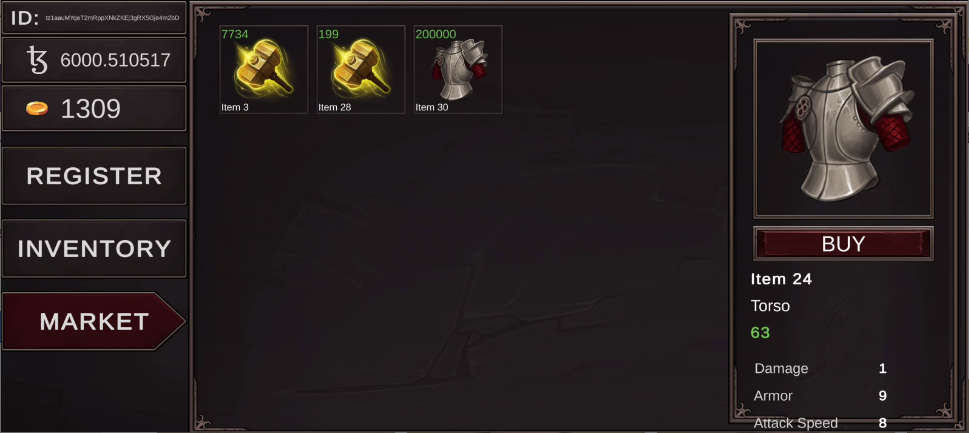 ID:
6000.510517
1309
REGISTER
INVENTORY
MARKET
7734
Item 3
199
Item 28
200000
Item 30
BUY
Item 24
Torso
63
Damage 1
Armor 9
Attack Speed 8